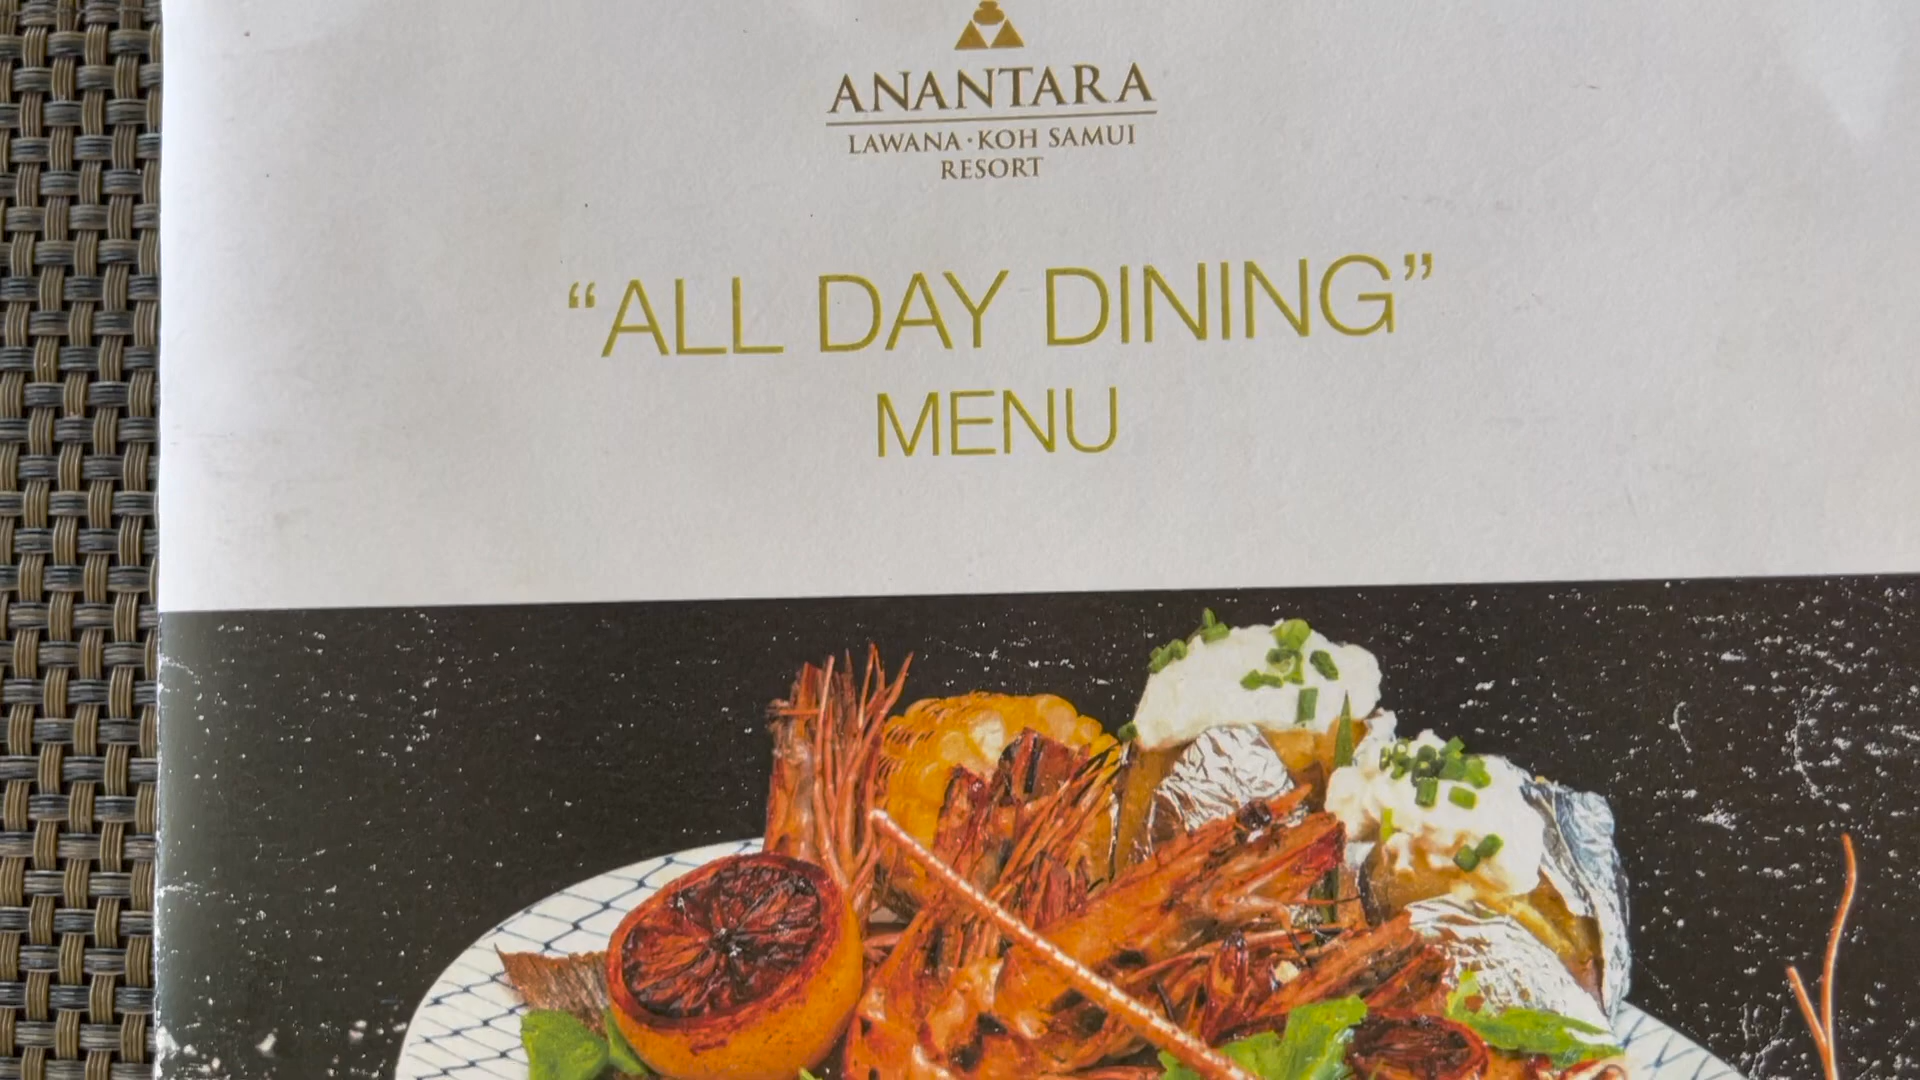 ANANTARA
LAWANA·KOH SAMUI
RESORT
“ALL DAY DINING”
MENU